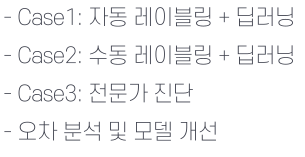 - Case1: 자동 레이블링 + 딥러닝
- Case2: 수동 레이블링 + 딥러닝
- Case3: 전문가 진단
- 오차 분석 및 모델 개선